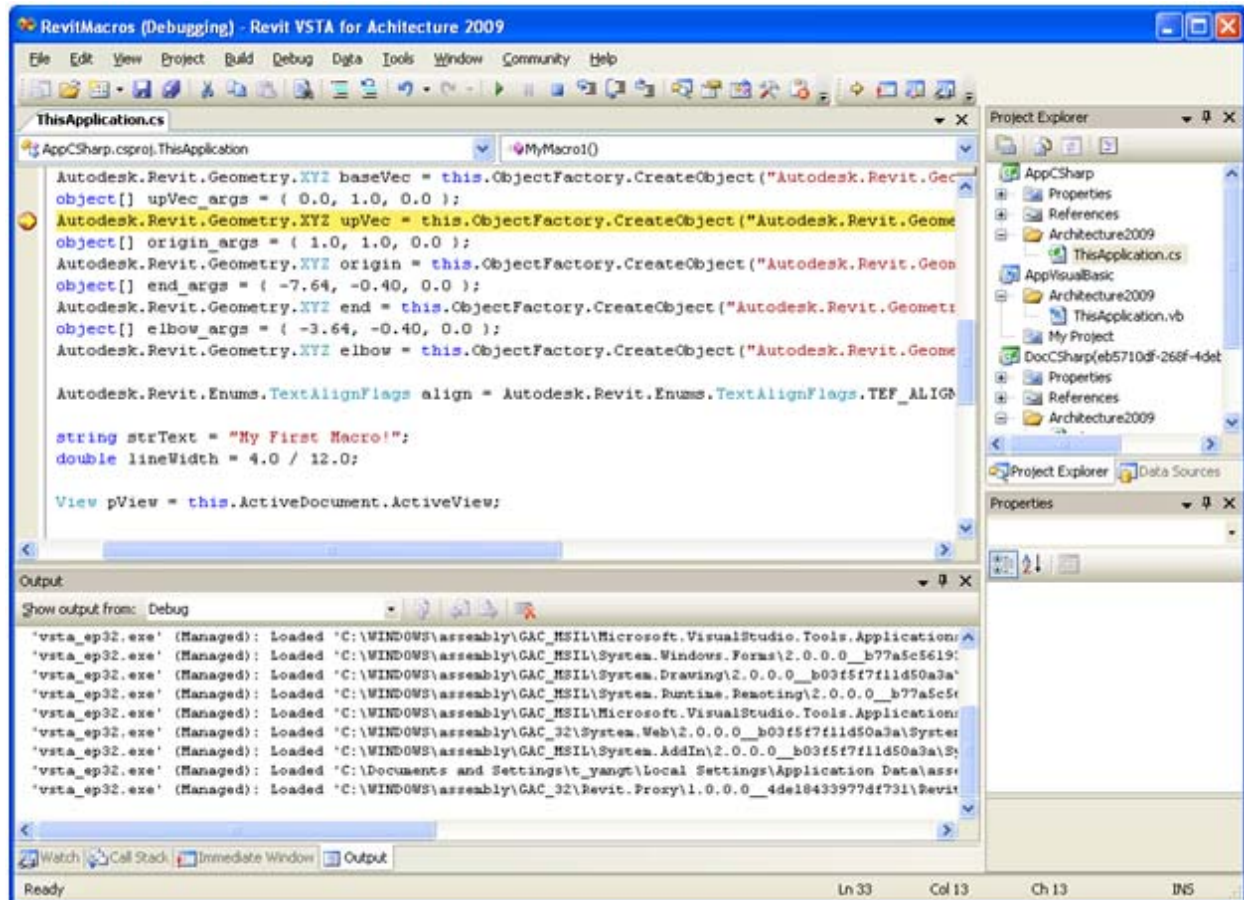 RevitMacros (Debugging) - Revit VSTA for Achitecture 2009
File Edit View Project Build Debug Data Tools Window Community Help
ThisApplication.cs
AppCSharp.csproj.ThisApplication
MyMacro1()
Autodesk.Revit.Geometry.XYZ baseVec = this.ObjectFactory.CreateObject("Autodesk.Revit.Geo
object[] upVec_args = { 0.0, 1.0, 0.0 };
Autodesk.Revit.Geometry.XYZ upVec = this.ObjectFactory.CreateObject("Autodesk.Revit.Geome
object[] origin_args = { 1.0, 1.0, 0.0 };
Autodesk.Revit.Geometry.XYZ origin = this.ObjectFactory.CreateObject("Autodesk.Revit.Geom
object[] end_args = { -7.64, -0.40, 0.0 };
Autodesk.Revit.Geometry.XYZ end = this.ObjectFactory.CreateObject("Autodesk.Revit.Geometr
object[] elbow_args = { -3.64, -0.40, 0.0 };
Autodesk.Revit.Geometry.XYZ elbow = this.ObjectFactory.CreateObject("Autodesk.Revit.Geome
Autodesk.Revit.Enums.TextAlignFlags align = Autodesk.Revit.Enums.TextAlignFlags.TEF_ALIGN
string strText = "My First Macro!";
double lineWidth = 4.0 / 12.0;
View pView = this.ActiveDocument.ActiveView;
Project Explorer
AppCSharp
Properties
References
Architecture2009
ThisApplication.cs
AppVisualBasic
Architecture2009
ThisApplication.vb
My Project
DocCSharp(eb5710df-268f-4deb
Properties
References
Architecture2009
Project Explorer Data Sources
Properties
Output
Show output from: Debug
'vsta_ep32.exe' (Managed): Loaded 'C:\WINDOWS\assembly\GAC_MSIL\Microsoft.VisualStudio.Tools.Applications
'vsta_ep32.exe' (Managed): Loaded 'C:\WINDOWS\assembly\GAC_MSIL\System.Windows.Forms\2.0.0.0__b77a5c56193
'vsta_ep32.exe' (Managed): Loaded 'C:\WINDOWS\assembly\GAC_MSIL\System.Drawing\2.0.0.0__b03f5f7f11d50a3a\
'vsta_ep32.exe' (Managed): Loaded 'C:\WINDOWS\assembly\GAC_MSIL\System.Runtime.Remoting\2.0.0.0__b77a5c56
'vsta_ep32.exe' (Managed): Loaded 'C:\WINDOWS\assembly\GAC_MSIL\Microsoft.VisualStudio.Tools.Applications
'vsta_ep32.exe' (Managed): Loaded 'C:\WINDOWS\assembly\GAC_32\System.Web\2.0.0.0__b03f5f7f11d50a3a\System
'vsta_ep32.exe' (Managed): Loaded 'C:\WINDOWS\assembly\GAC_MSIL\System.AddIn\2.0.0.0__b03f5f7f11d50a3a\Sy
'vsta_ep32.exe' (Managed): Loaded 'C:\Documents and Settings\t_yangt\Local Settings\Application Data\asse
'vsta_ep32.exe' (Managed): Loaded 'C:\WINDOWS\assembly\GAC_32\Revit.Proxy\1.0.0.0__4de18433977df731\Revit
Watch Call Stack Immediate Window Output
Ready Ln 33 Col 13 Ch 13 INS